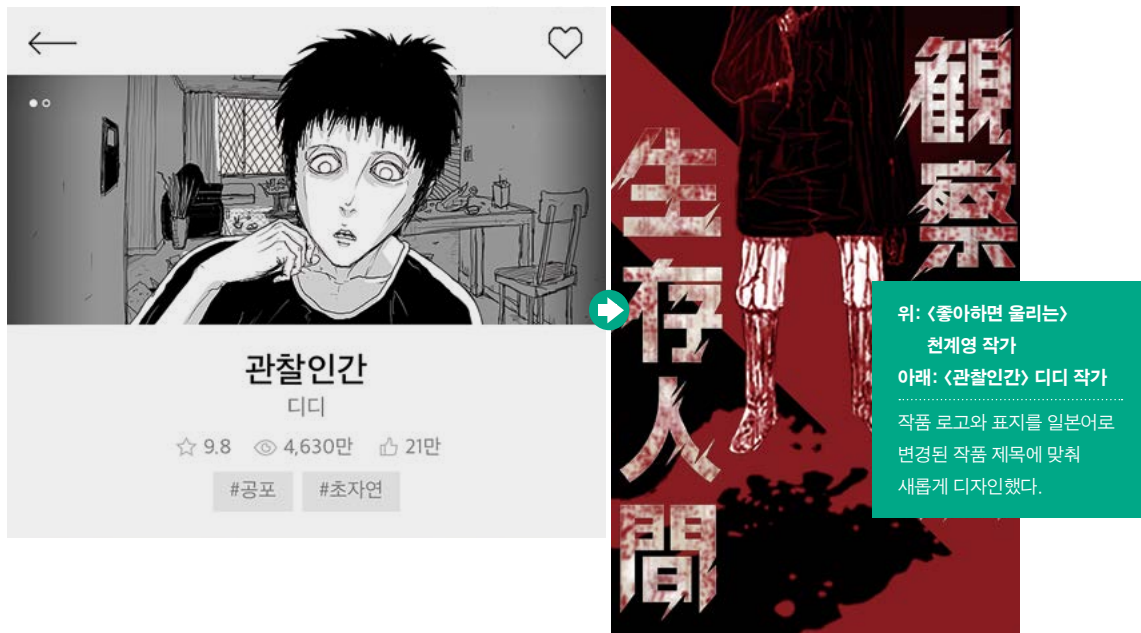 관찰인간
디디
9.8 4,630만 21만
#공포 #초자연
観察
生存人間
위: <좋아하면 울리는>
천계영 작가
아래: <관찰인간> 디디 작가
작품 로고와 표지를 일본어로
변경된 작품 제목에 맞춰
새롭게 디자인했다.